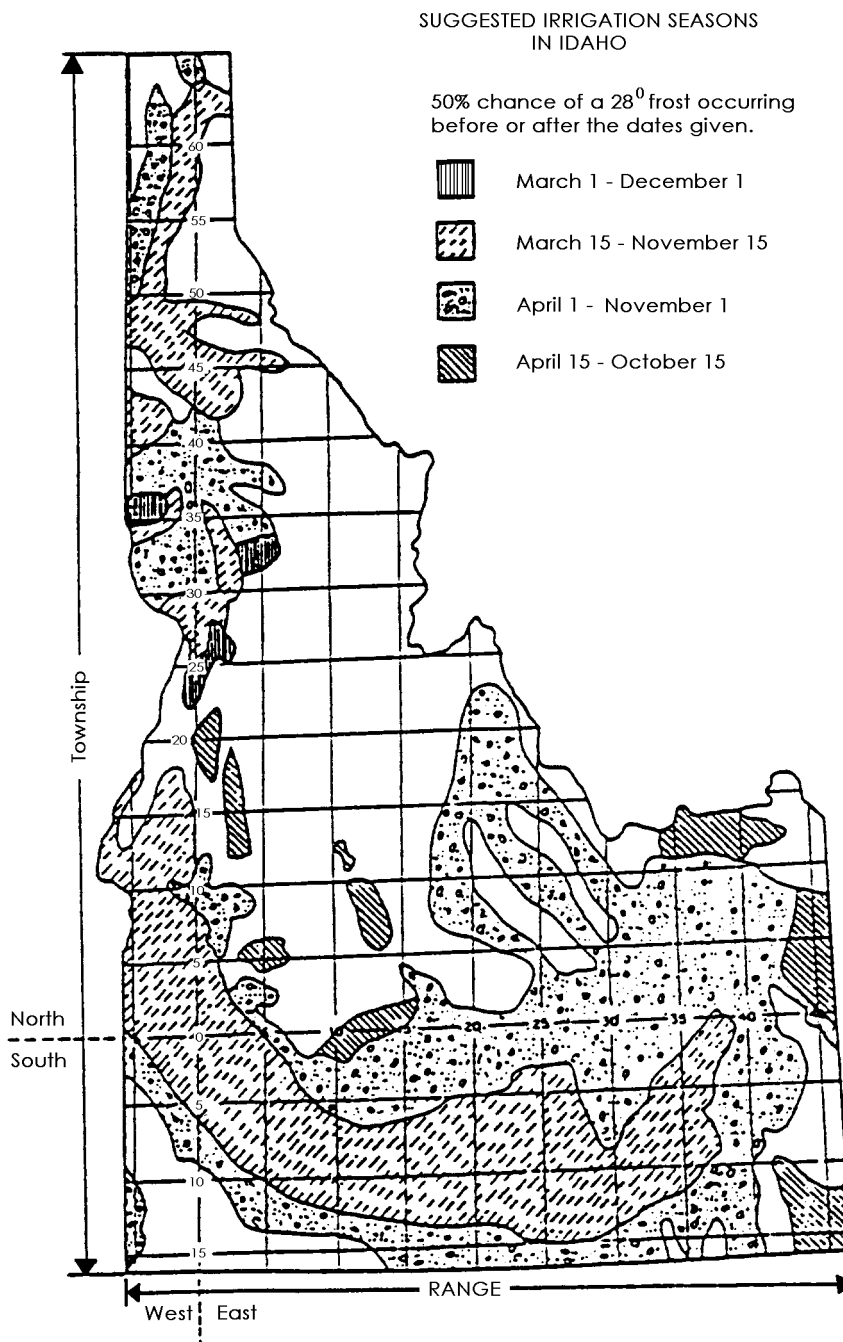 SUGGESTED IRRIGATION SEASONS
IN IDAHO
50% chance of a 28⁰ frost occurring
before or after the dates given.
March 1 - December 1
March 15 - November 15
April 1 - November 1
April 15 - October 15
60
55
50
45
40
35
30
25
20
15
10
5
0
20
25
30
35
40
5
10
15
Township
North
South
RANGE
West
East